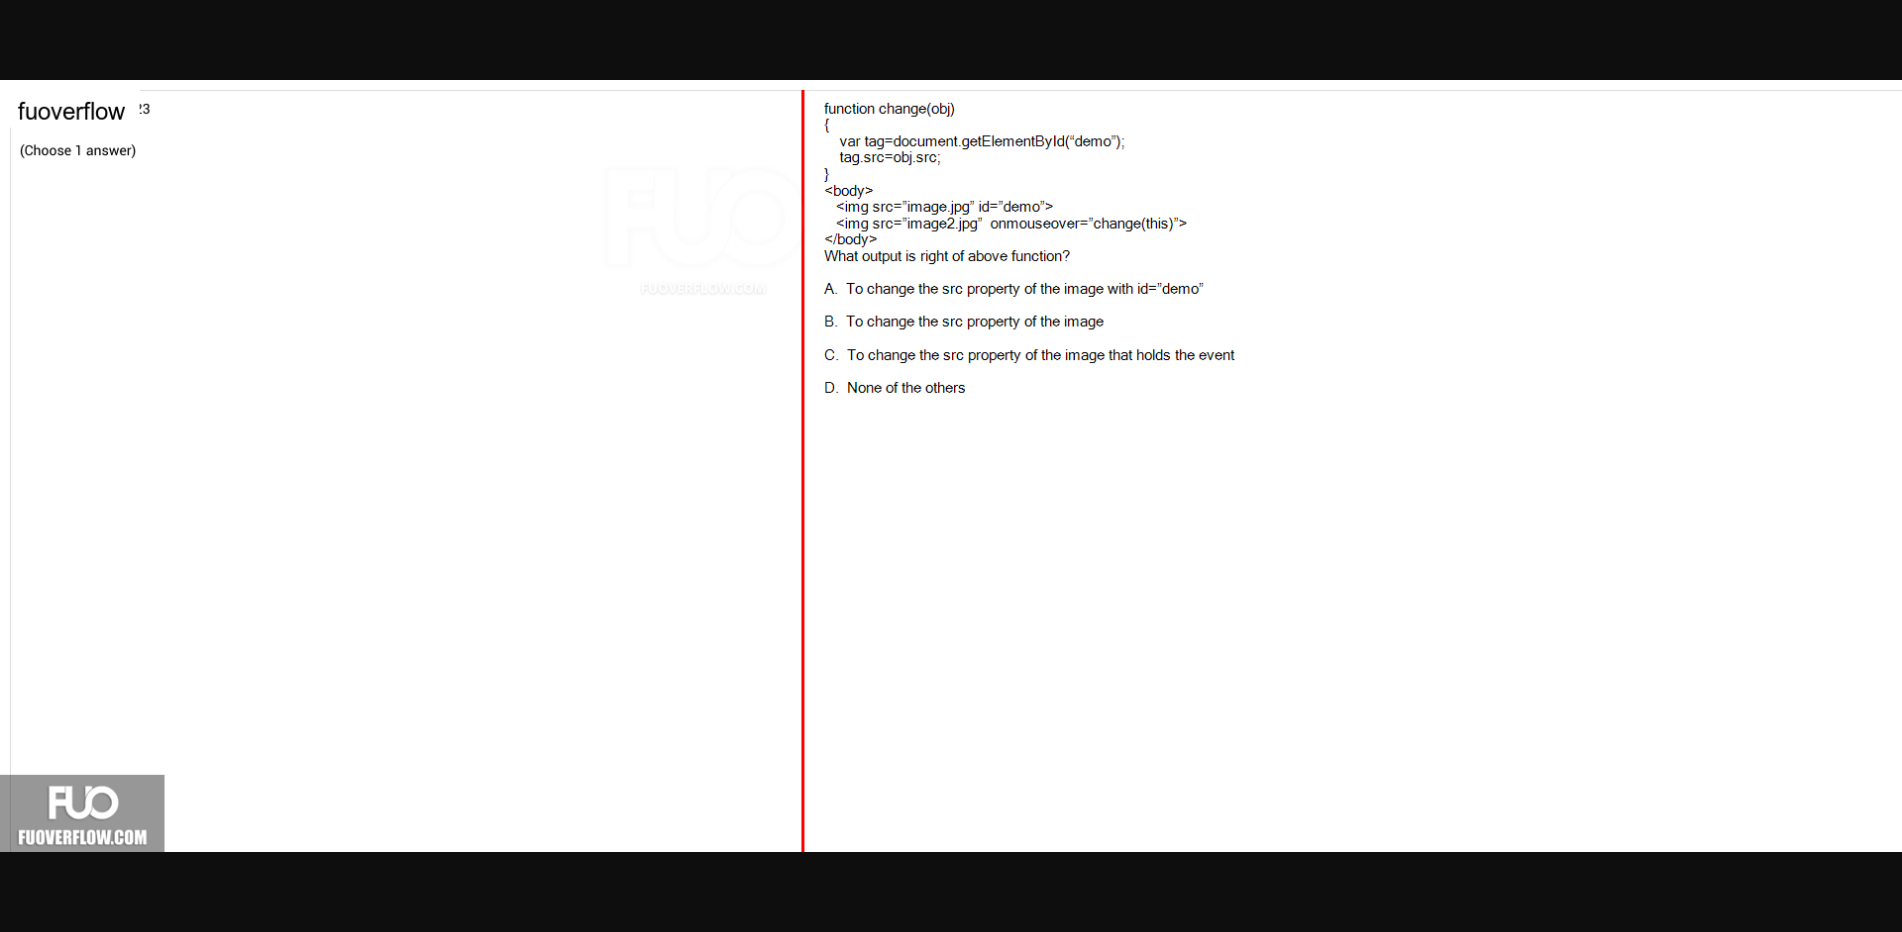 fuoverflow
23
(Choose 1 answer)
FUO
FUOVERFLOW.COM
function change(obj)
{
var tag=document.getElementById(“demo”);
tag.src=obj.src;
}
<body>
<img src=”image.jpg” id=”demo”>
<img src=”image2.jpg” onmouseover=”change(this)”>
</body>
What output is right of above function?
A. To change the src property of the image with id=”demo”
B. To change the src property of the image
C. To change the src property of the image that holds the event
D. None of the others
FUO
FUOVERFLOW.COM